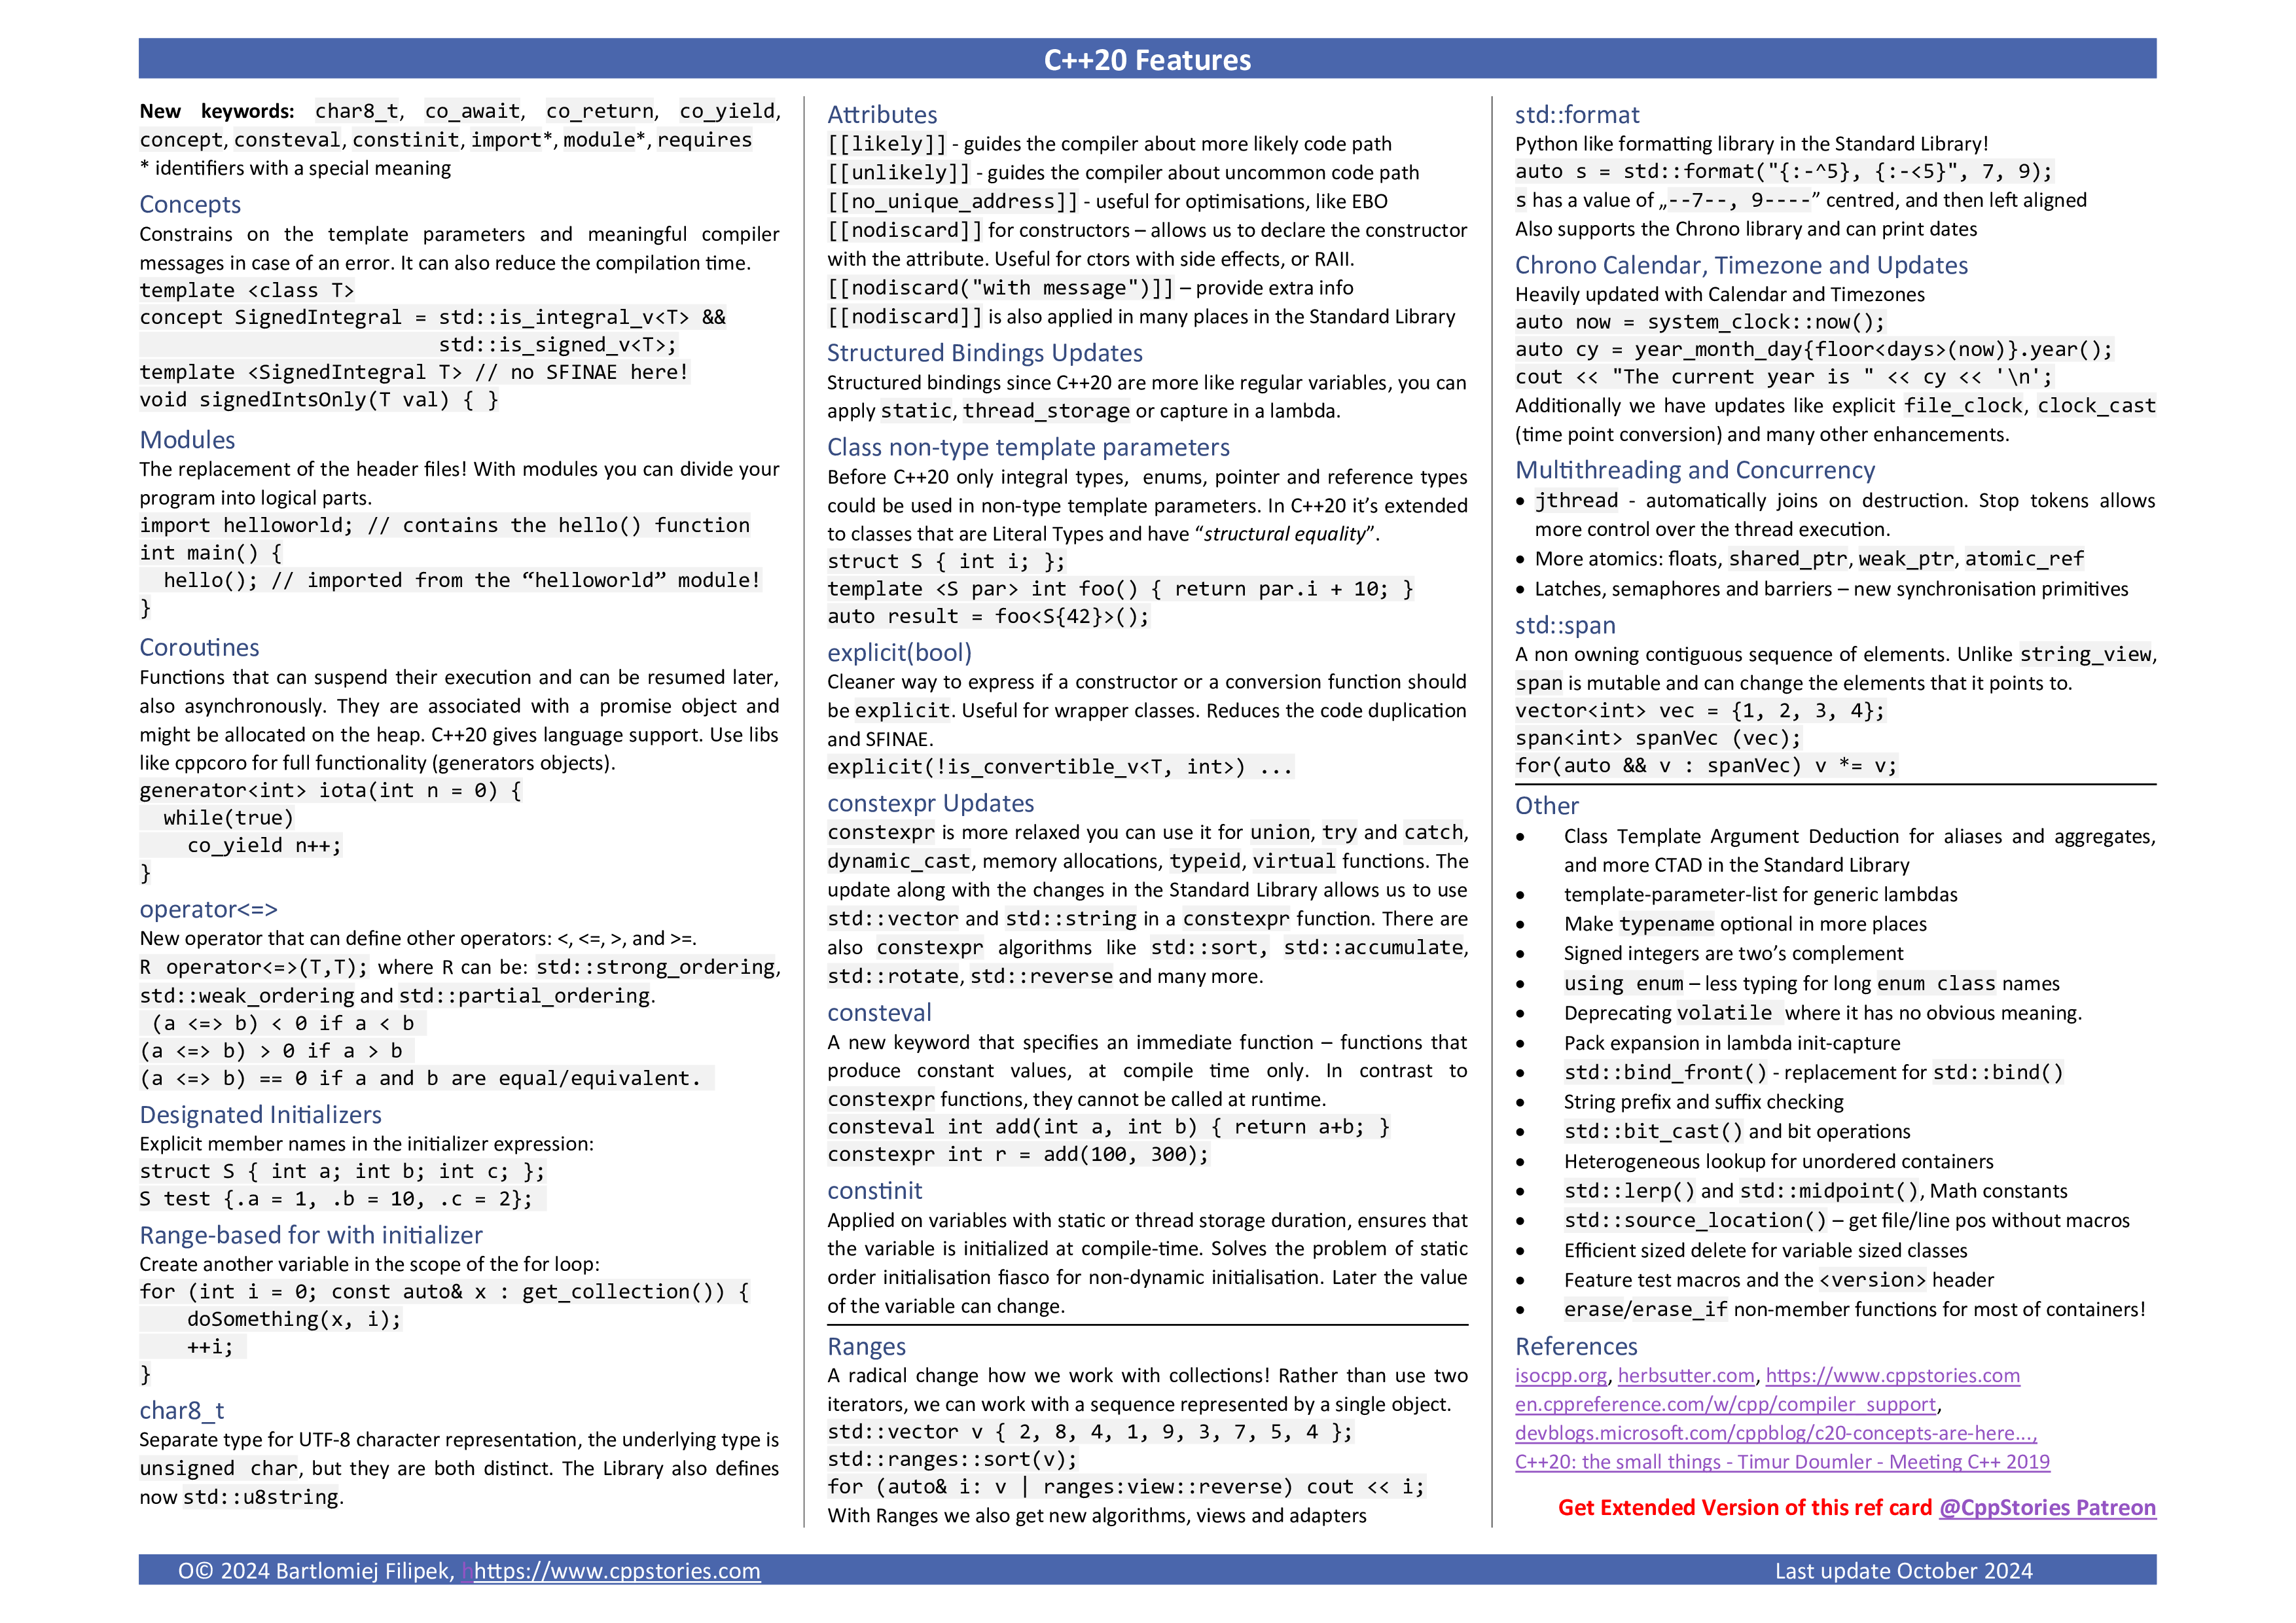 C++20 Features
New keywords: char8_t, co_await, co_return, co_yield,
concept, consteval, constinit, import*, module*, requires
* identifiers with a special meaning
Concepts
Constrains on the template parameters and meaningful compiler
messages in case of an error. It can also reduce the compilation time.
template <class T>
concept SignedIntegral = std::is_integral_v<T> &&
                         std::is_signed_v<T>;
template <SignedIntegral T> // no SFINAE here!
void signedIntsOnly(T val) { }
Modules
The replacement of the header files! With modules you can divide your
program into logical parts.
import helloworld; // contains the hello() function
int main() {
  hello(); // imported from the “helloworld” module!
}
Coroutines
Functions that can suspend their execution and can be resumed later,
also asynchronously. They are associated with a promise object and
might be allocated on the heap. C++20 gives language support. Use libs
like cppcoro for full functionality (generators objects).
generator<int> iota(int n = 0) {
  while(true)
    co_yield n++;
}
operator<=>
New operator that can define other operators: <, <=, >, and >=.
R operator<=>(T,T); where R can be: std::strong_ordering,
std::weak_ordering and std::partial_ordering.
(a <=> b) < 0 if a < b
(a <=> b) > 0 if a > b
(a <=> b) == 0 if a and b are equal/equivalent.
Designated Initializers
Explicit member names in the initializer expression:
struct S { int a; int b; int c; };
S test {.a = 1, .b = 10, .c = 2};
Range-based for with initializer
Create another variable in the scope of the for loop:
for (int i = 0; const auto& x : get_collection()) {
    doSomething(x, i);
    ++i;
}
char8_t
Separate type for UTF-8 character representation, the underlying type is
unsigned char, but they are both distinct. The Library also defines
now std::u8string.
Attributes
[[likely]] - guides the compiler about more likely code path
[[unlikely]] - guides the compiler about uncommon code path
[[no_unique_address]] - useful for optimisations, like EBO
[[nodiscard]] for constructors – allows us to declare the constructor
with the attribute. Useful for ctors with side effects, or RAII.
[[nodiscard("with message")]] – provide extra info
[[nodiscard]] is also applied in many places in the Standard Library
Structured Bindings Updates
Structured bindings since C++20 are more like regular variables, you can
apply static, thread_storage or capture in a lambda.
Class non-type template parameters
Before C++20 only integral types, enums, pointer and reference types
could be used in non-type template parameters. In C++20 it’s extended
to classes that are Literal Types and have “structural equality”.
struct S { int i; };
template <S par> int foo() { return par.i + 10; }
auto result = foo<S{42}>();
explicit(bool)
Cleaner way to express if a constructor or a conversion function should
be explicit. Useful for wrapper classes. Reduces the code duplication
and SFINAE.
explicit(!is_convertible_v<T, int>) ...
constexpr Updates
constexpr is more relaxed you can use it for union, try and catch,
dynamic_cast, memory allocations, typeid, virtual functions. The
update along with the changes in the Standard Library allows us to use
std::vector and std::string in a constexpr function. There are
also constexpr algorithms like std::sort, std::accumulate,
std::rotate, std::reverse and many more.
consteval
A new keyword that specifies an immediate function – functions that
produce constant values, at compile time only. In contrast to
constexpr functions, they cannot be called at runtime.
consteval int add(int a, int b) { return a+b; }
constexpr int r = add(100, 300);
constinit
Applied on variables with static or thread storage duration, ensures that
the variable is initialized at compile-time. Solves the problem of static
order initialisation fiasco for non-dynamic initialisation. Later the value
of the variable can change.
Ranges
A radical change how we work with collections! Rather than use two
iterators, we can work with a sequence represented by a single object.
std::vector v { 2, 8, 4, 1, 9, 3, 7, 5, 4 };
std::ranges::sort(v);
for (auto& i: v | ranges:view::reverse) cout << i;
With Ranges we also get new algorithms, views and adapters
std::format
Python like formatting library in the Standard Library!
auto s = std::format("{:-^5}, {:-<5}", 7, 9);
s has a value of „--7--, 9----” centred, and then left aligned
Also supports the Chrono library and can print dates
Chrono Calendar, Timezone and Updates
Heavily updated with Calendar and Timezones
auto now = system_clock::now();
auto cy = year_month_day{floor<days>(now)}.year();
cout << "The current year is " << cy << '\n';
Additionally we have updates like explicit file_clock, clock_cast
(time point conversion) and many other enhancements.
Multithreading and Concurrency
• jthread - automatically joins on destruction. Stop tokens allows
more control over the thread execution.
• More atomics: floats, shared_ptr, weak_ptr, atomic_ref
• Latches, semaphores and barriers – new synchronisation primitives
std::span
A non owning contiguous sequence of elements. Unlike string_view,
span is mutable and can change the elements that it points to.
vector<int> vec = {1, 2, 3, 4};
span<int> spanVec (vec);
for(auto && v : spanVec) v *= v;
Other
• Class Template Argument Deduction for aliases and aggregates,
and more CTAD in the Standard Library
• template-parameter-list for generic lambdas
• Make typename optional in more places
• Signed integers are two’s complement
• using enum – less typing for long enum class names
• Deprecating volatile where it has no obvious meaning.
• Pack expansion in lambda init-capture
• std::bind_front() - replacement for std::bind()
• String prefix and suffix checking
• std::bit_cast() and bit operations
• Heterogeneous lookup for unordered containers
• std::lerp() and std::midpoint(), Math constants
• std::source_location() – get file/line pos without macros
• Efficient sized delete for variable sized classes
• Feature test macros and the <version> header
• erase/erase_if non-member functions for most of containers!
References
isocpp.org, herbsutter.com, https://www.cppstories.com
en.cppreference.com/w/cpp/compiler_support,
devblogs.microsoft.com/cppblog/c20-concepts-are-here...,
C++20: the small things - Timur Doumler - Meeting C++ 2019
Get Extended Version of this ref card @CppStories Patreon
O© 2024 Bartlomiej Filipek, hhttps://www.cppstories.com
Last update October 2024